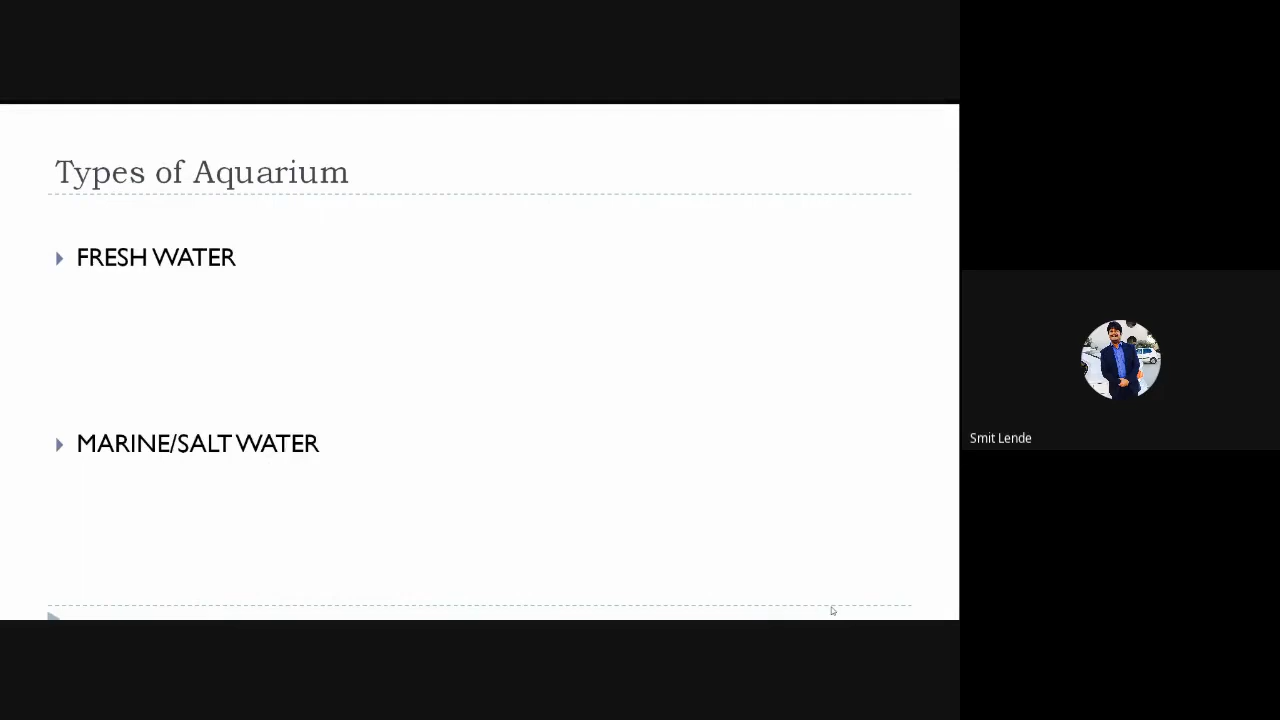 Types of Aquarium
FRESH WATER
MARINE/SALT WATER
Smit Lende